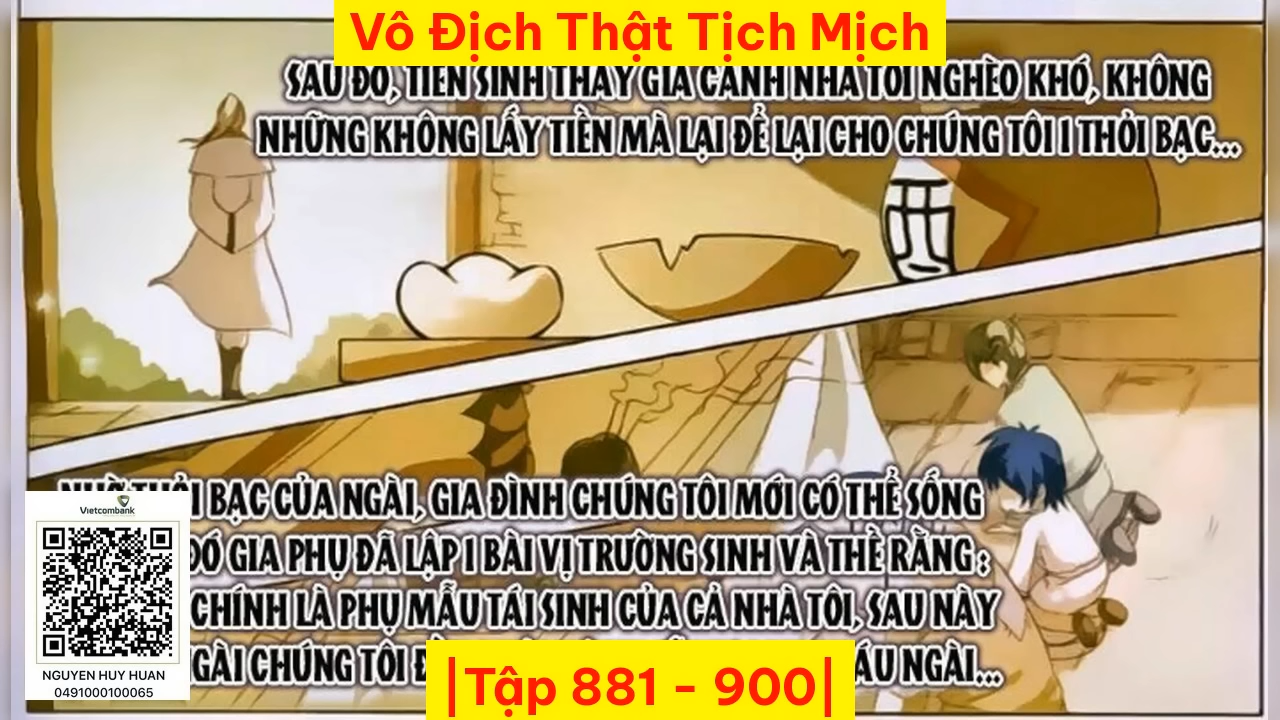 Vô Địch Thật Tịch Mịch
SAU ĐÓ, TIÊN SINH THẤY GIA CẢNH NHÀ TÔI NGHÈO KHÓ, KHÔNG
NHỮNG KHÔNG LẤY TIỀN MÀ LẠI ĐỂ LẠI CHO CHÚNG TÔI 1 THỎI BẠC...
NHỜ THỎI BẠC CỦA NGÀI, GIA ĐÌNH CHÚNG TÔI MỚI CÓ THỂ SỐNG
ĐÓ GIA PHỤ ĐÃ LẬP 1 BÀI VỊ TRƯỜNG SINH VÀ THỀ RẰNG :
CHÍNH LÀ PHỤ MẪU TÁI SINH CỦA CẢ NHÀ TÔI, SAU NÀY
NGÀI CHÚNG TÔI NGÀI...
Vietcombank
NGUYEN HUY HUAN
0491000100065
|Tập 881 - 900|